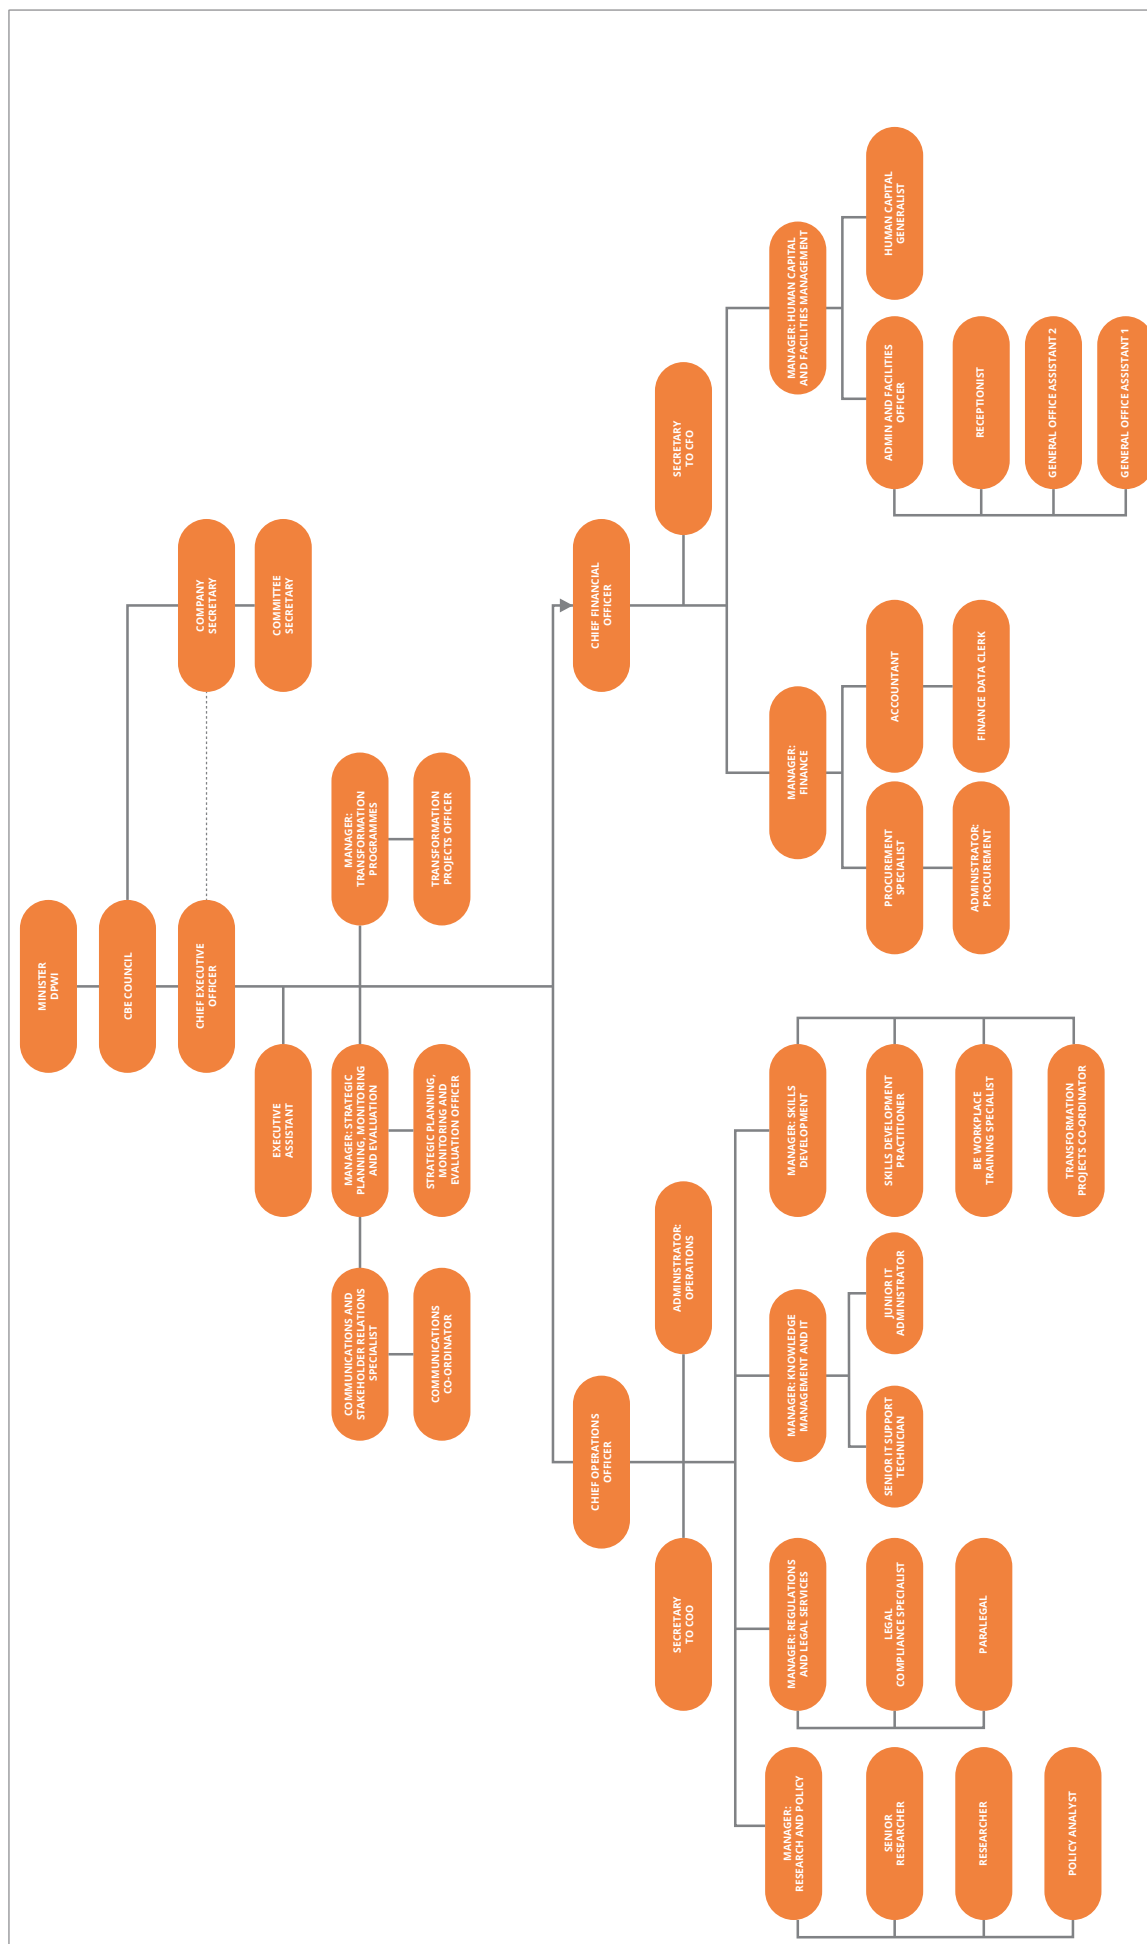 MINISTER
DPWI
CBE COUNCIL
CHIEF EXECUTIVE
OFFICER
COMPANY
SECRETARY
COMMITTEE
SECRETARY
EXECUTIVE
ASSISTANT
COMMUNICATIONS AND
STAKEHOLDER RELATIONS
SPECIALIST
MANAGER: STRATEGIC
PLANNING, MONITORING
AND EVALUATION
MANAGER:
TRANSFORMATION
PROGRAMMES
COMMUNICATIONS
CO-ORDINATOR
STRATEGIC PLANNING,
MONITORING AND
EVALUATION OFFICER
TRANSFORMATION
PROJECTS OFFICER
CHIEF OPERATIONS
OFFICER
CHIEF FINANCIAL
OFFICER
SECRETARY
TO COO
ADMINISTRATOR:
OPERATIONS
SECRETARY
TO CFO
MANAGER:
RESEARCH AND POLICY
MANAGER: REGULATIONS
AND LEGAL SERVICES
MANAGER: KNOWLEDGE
MANAGEMENT AND IT
MANAGER: SKILLS
DEVELOPMENT
MANAGER:
FINANCE
MANAGER: HUMAN CAPITAL
AND FACILITIES MANAGEMENT
SENIOR
RESEARCHER
LEGAL
COMPLIANCE SPECIALIST
SENIOR IT SUPPORT
TECHNICIAN
JUNIOR IT
ADMINISTRATOR
SKILLS DEVELOPMENT
PRACTITIONER
PROCUREMENT
SPECIALIST
ACCOUNTANT
ADMIN AND FACILITIES
OFFICER
HUMAN CAPITAL
GENERALIST
RESEARCHER
PARALEGAL
BE WORKPLACE
TRAINING SPECIALIST
ADMINISTRATOR:
PROCUREMENT
FINANCE DATA CLERK
RECEPTIONIST
POLICY ANALYST
TRANSFORMATION
PROJECTS CO-ORDINATOR
GENERAL OFFICE ASSISTANT 2
GENERAL OFFICE ASSISTANT 1